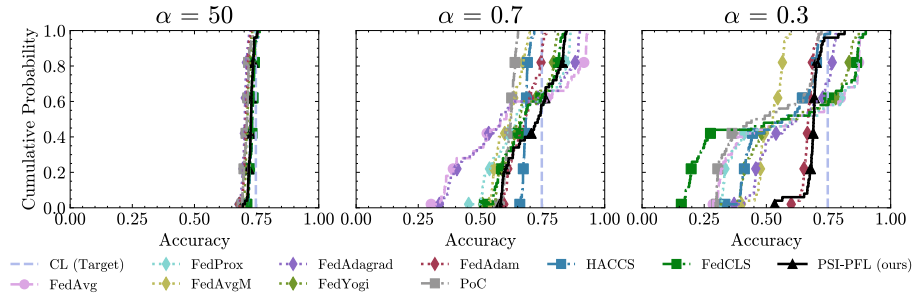 α = 50 α = 0.7 α = 0.3
Cumulative Probability
1.0
0.8
0.6
0.4
0.2
0.0
0.00 0.25 0.50 0.75 1.00 0.00 0.25 0.50 0.75 1.00 0.00 0.25 0.50 0.75 1.00
Accuracy Accuracy Accuracy
CL (Target) FedProx FedAdagrad FedAdam HACCS FedCLS PSI-PFL (ours)
FedAvg FedAvgM FedYogi PoC